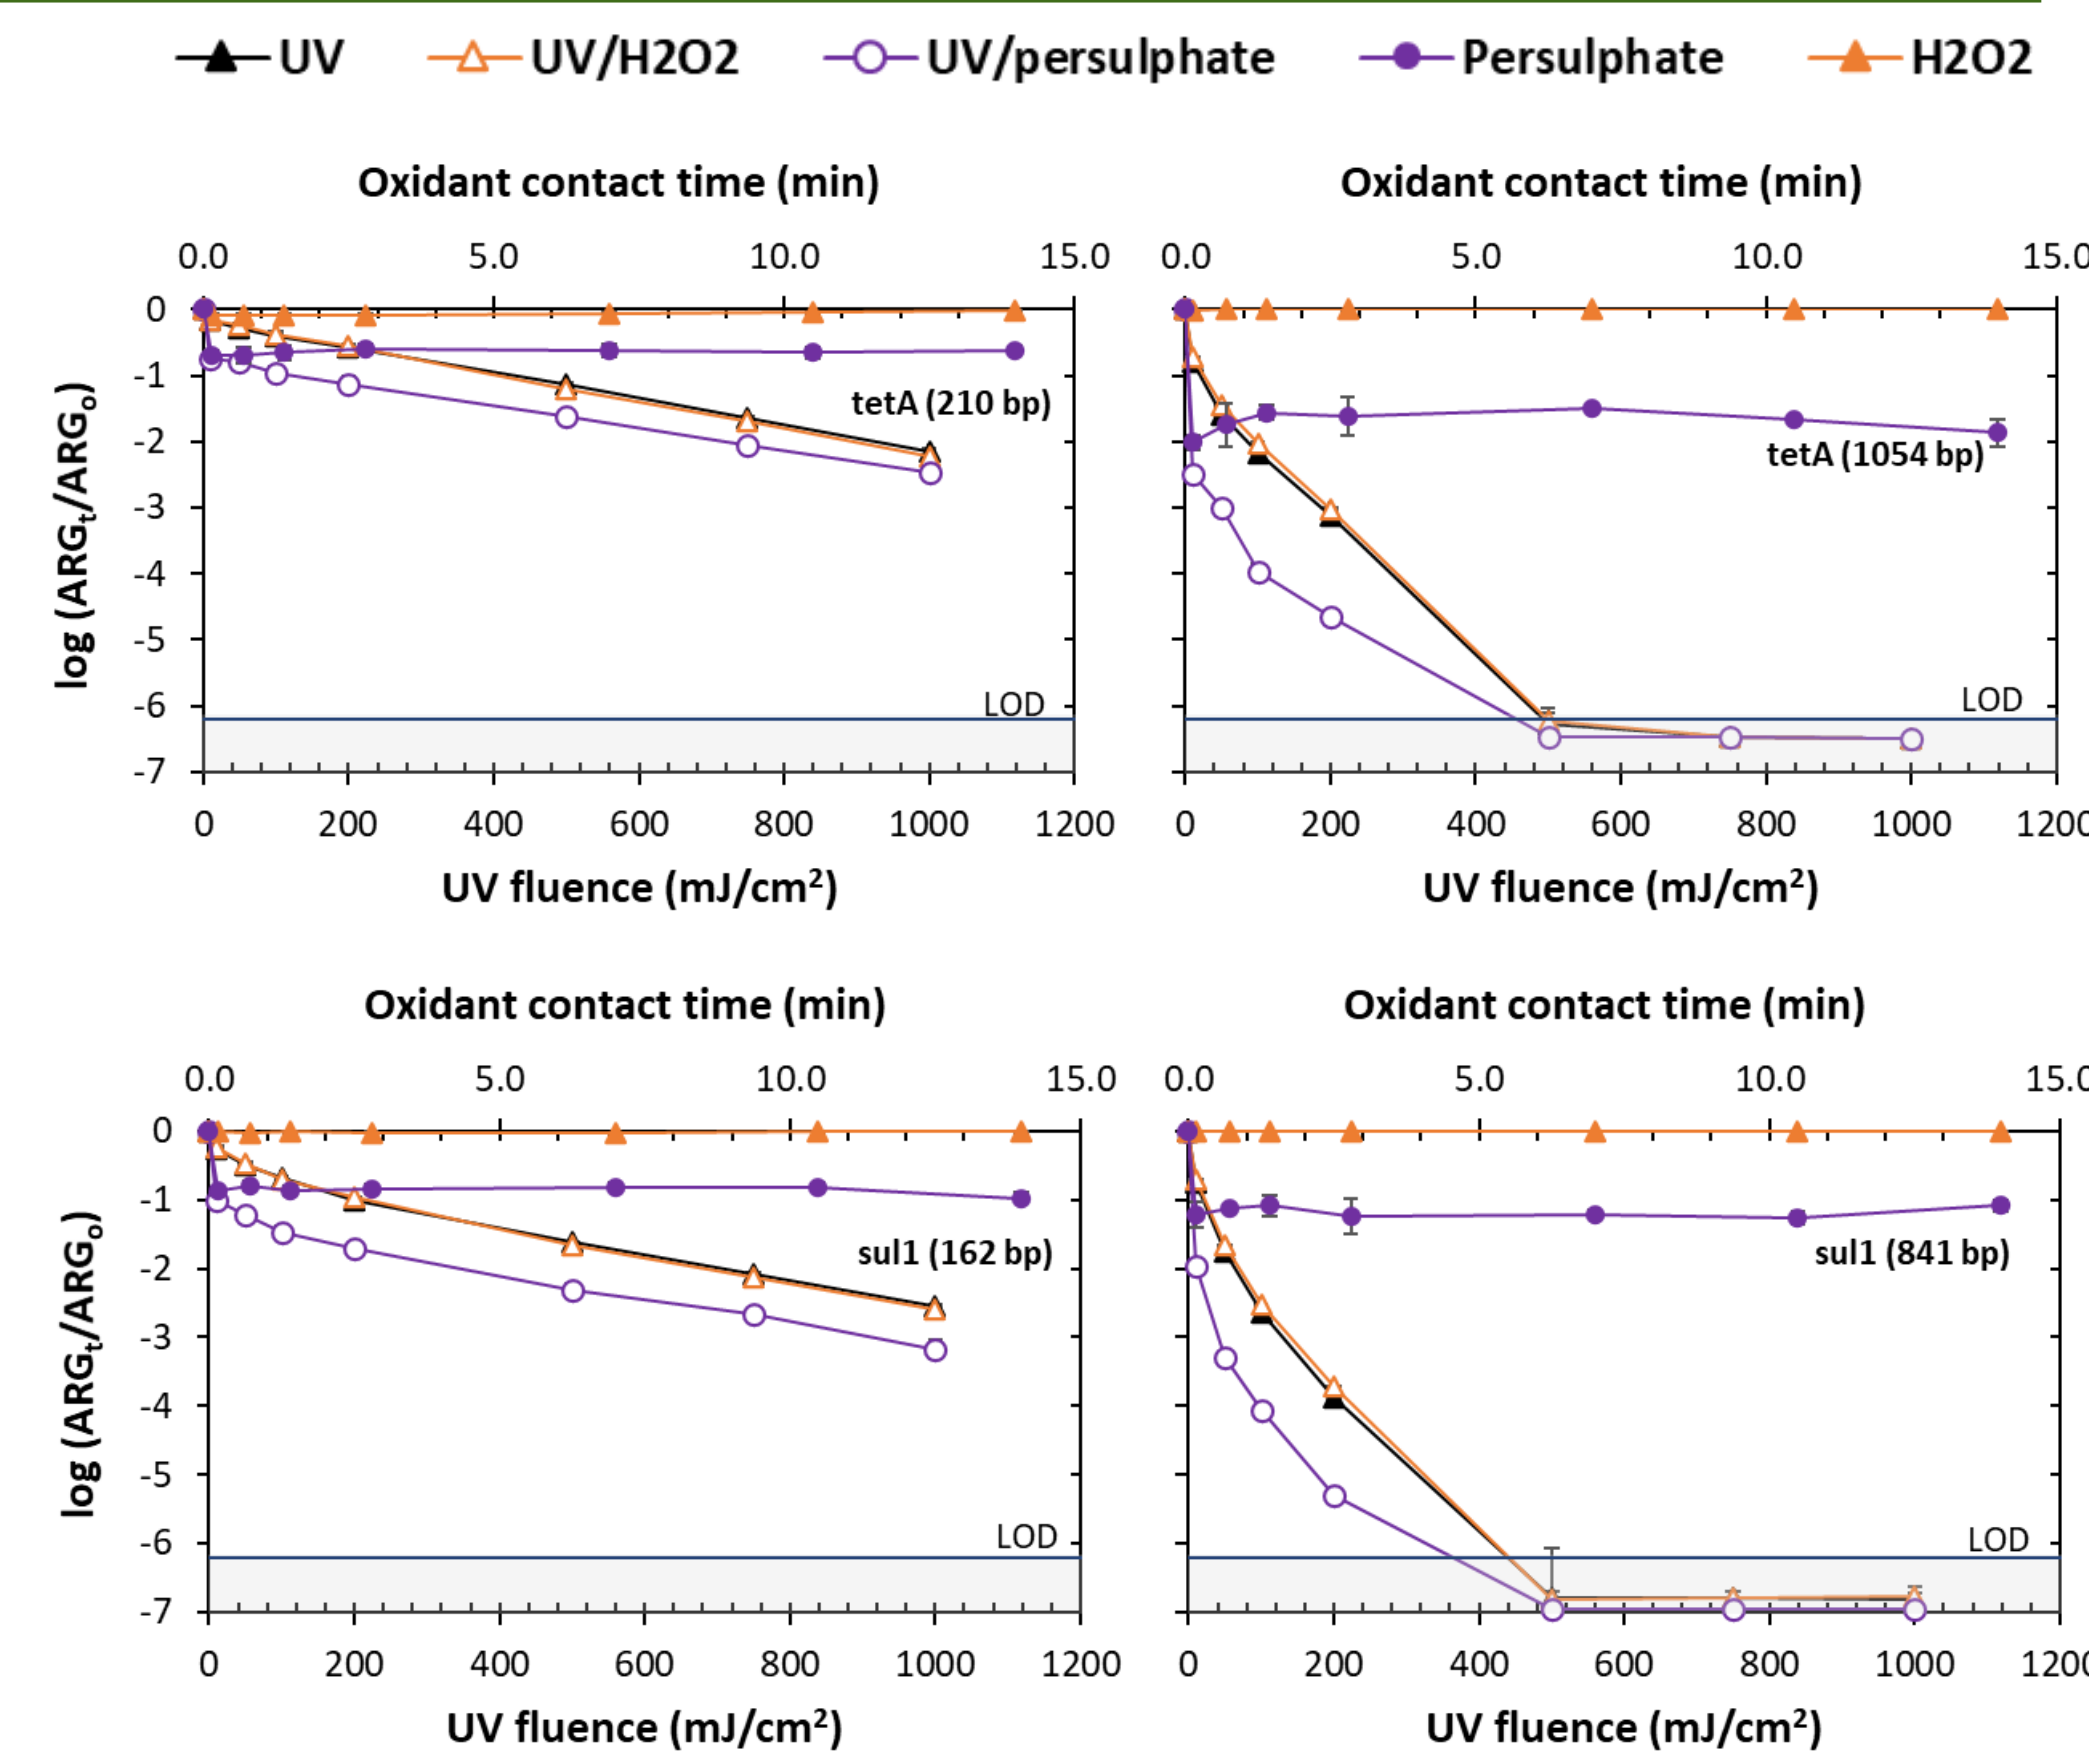 UV UV/H2O2 UV/persulphate Persulphate H2O2
Oxidant contact time (min)
0.0 5.0 10.0 15.0
log (ARGt/ARGo)
0
-1
-2
-3
-4
-5
-6
-7
tetA (210 bp)
LOD
0 200 400 600 800 1000 1200
UV fluence (mJ/cm²)
Oxidant contact time (min)
0.0 5.0 10.0 15.0
tetA (1054 bp)
LOD
0 200 400 600 800 1000 1200
UV fluence (mJ/cm²)
Oxidant contact time (min)
0.0 5.0 10.0 15.0
log (ARGt/ARGo)
0
-1
-2
-3
-4
-5
-6
-7
sul1 (162 bp)
LOD
0 200 400 600 800 1000 1200
UV fluence (mJ/cm²)
Oxidant contact time (min)
0.0 5.0 10.0 15.0
sul1 (841 bp)
LOD
0 200 400 600 800 1000 1200
UV fluence (mJ/cm²)